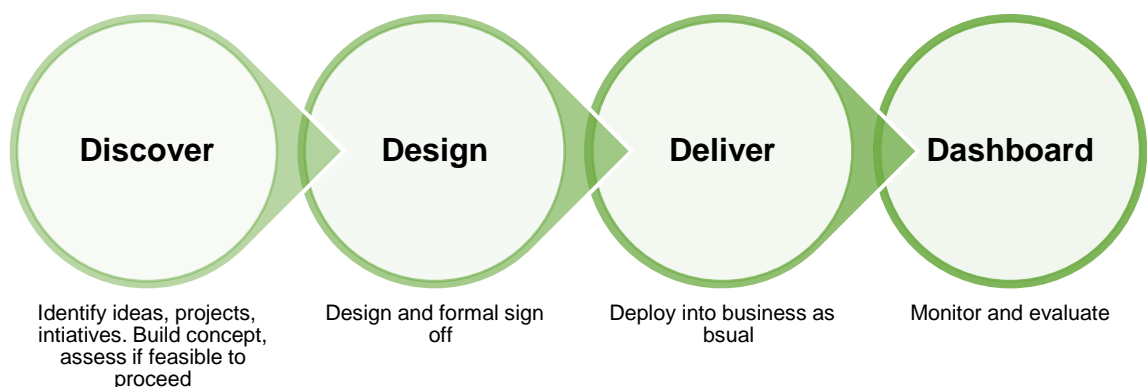 Discover
Design
Deliver
Dashboard
Identify ideas, projects,
intiatives. Build concept,
assess if feasible to
proceed
Design and formal sign
off
Deploy into business as
bsual
Monitor and evaluate